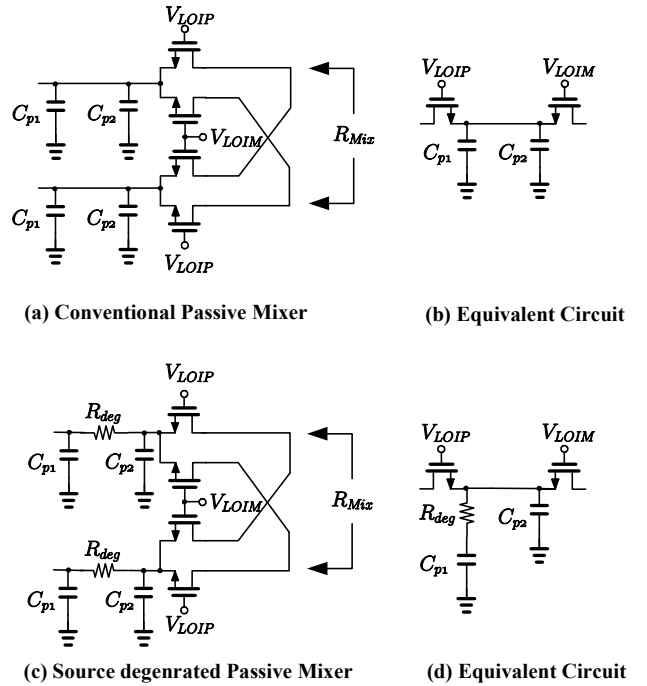 V_LOIP
C_p1 C_p2 V_LOIM R_Mix
C_p1 C_p2
V_LOIP
V_LOIP V_LOIM
C_p1 C_p2
(a) Conventional Passive Mixer
(b) Equivalent Circuit
V_LOIP
R_deg
C_p1 C_p2 V_LOIM R_Mix
R_deg
C_p1 C_p2
V_LOIP
V_LOIP V_LOIM
R_deg C_p2
C_p1
(c) Source degenrated Passive Mixer
(d) Equivalent Circuit